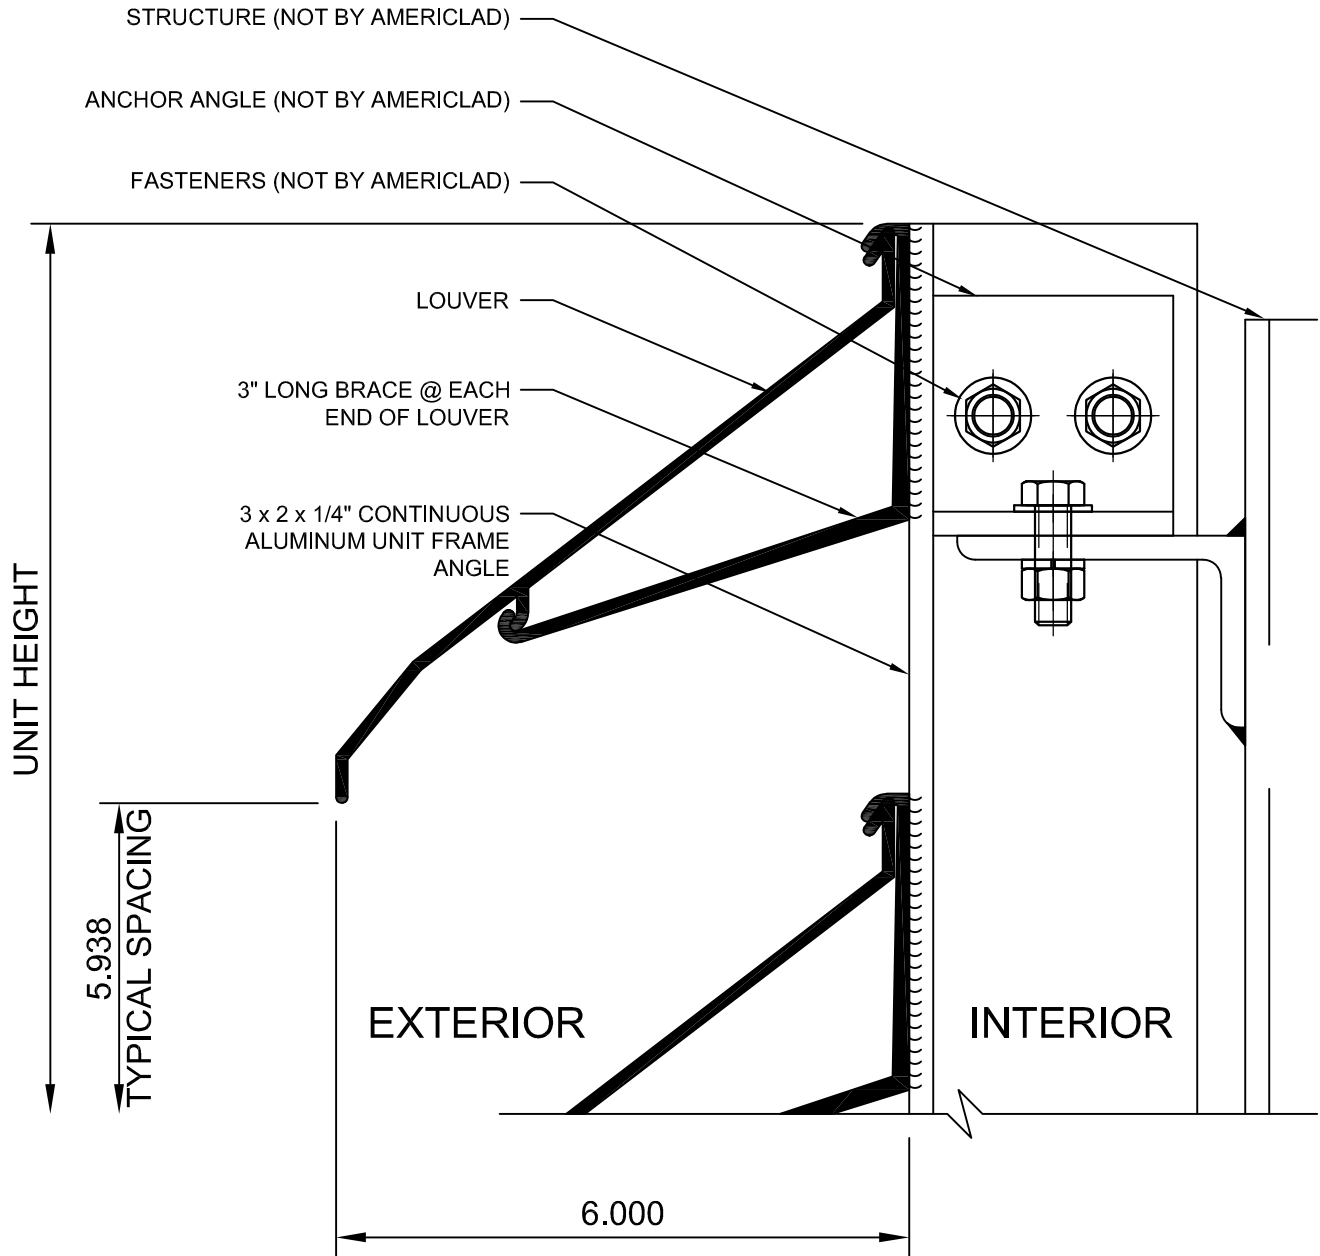 STRUCTURE (NOT BY AMERICLAD)
ANCHOR ANGLE (NOT BY AMERICLAD)
FASTENERS (NOT BY AMERICLAD)
LOUVER
3" LONG BRACE @ EACH
END OF LOUVER
3 x 2 x 1/4" CONTINUOUS
ALUMINUM UNIT FRAME
ANGLE
UNIT HEIGHT
5.938
TYPICAL SPACING
EXTERIOR
INTERIOR
6.000